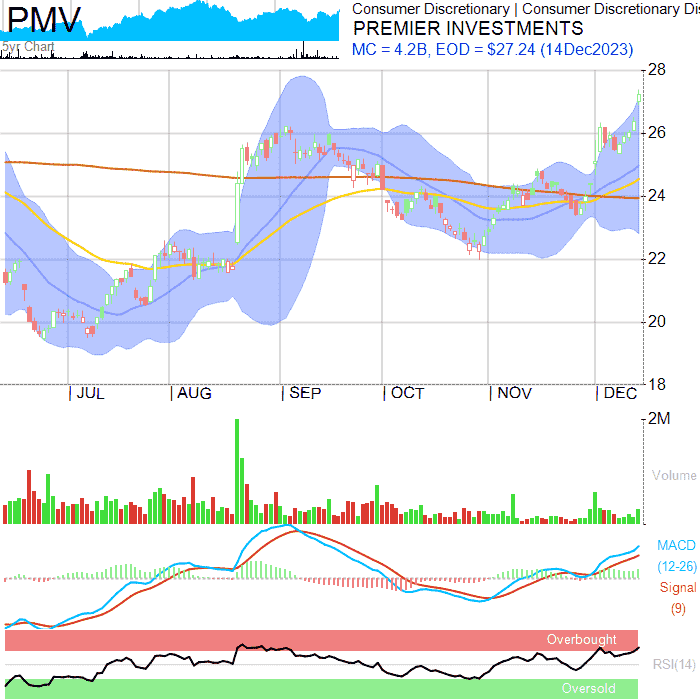 PMV
5yr Chart
Consumer Discretionary | Consumer Discretionary Di
PREMIER INVESTMENTS
MC = 4.2B, EOD = $27.24 (14Dec2023)
28
26
24
22
20
18
| JUL | AUG | SEP | OCT | NOV | DEC
2M
Volume
MACD
(12-26)
Signal
(9)
Overbought
RSI(14)
Oversold